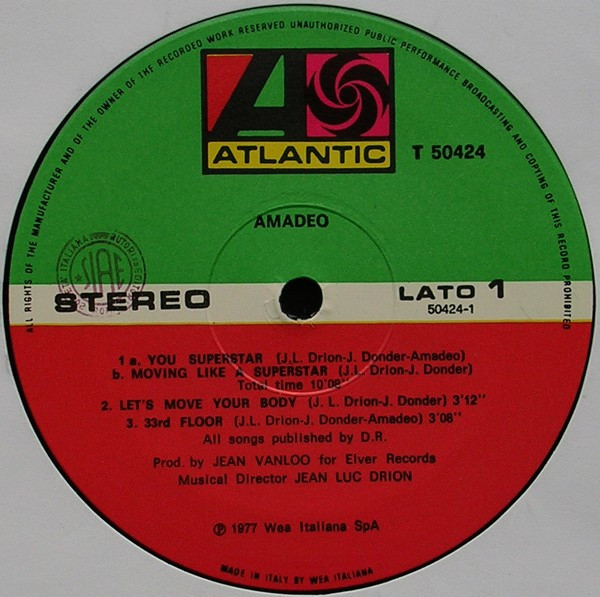 ALL RIGHTS OF THE MANUFACTURER AND OF THE OWNER OF THE RECORDED WORK RESERVED UNAUTHORIZED PUBLIC PERFORMANCE BROADCASTING AND COPYING OF THIS RECORD PROHIBITED
ATLANTIC
T 50424
AMADEO
SIAE
STEREO
LATO 1
50424-1
1 a. YOU SUPERSTAR (J.L. Drion-J. Donder-Amadeo)
b. MOVING LIKE A SUPERSTAR (J.L. Drion-J. Donder)
Total time 10'08''
2. LET'S MOVE YOUR BODY (J. L. Drion-J. Donder) 3'12''
3. 33rd FLOOR (J.L. Drion-J. Donder-Amadeo) 3'08''
All songs published by D.R.
Prod. by JEAN VANLOO for Elver Records
Musical Director JEAN LUC DRION
℗ 1977 Wea Italiana SpA
MADE IN ITALY BY WEA ITALIANA